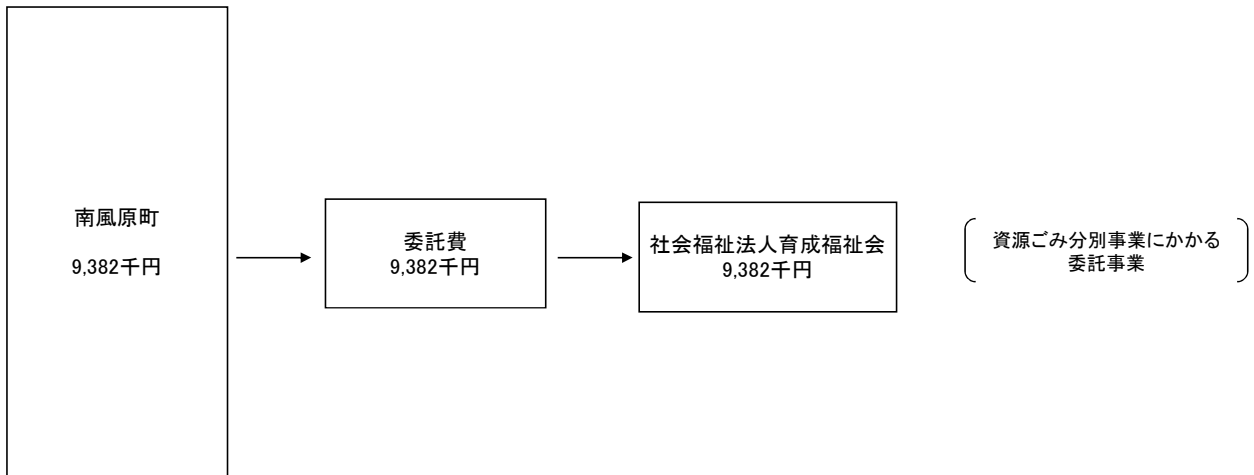 南風原町
9,382千円
委託費
9,382千円
社会福祉法人育成福祉会
9,382千円
資源ごみ分別事業にかかる
委託事業